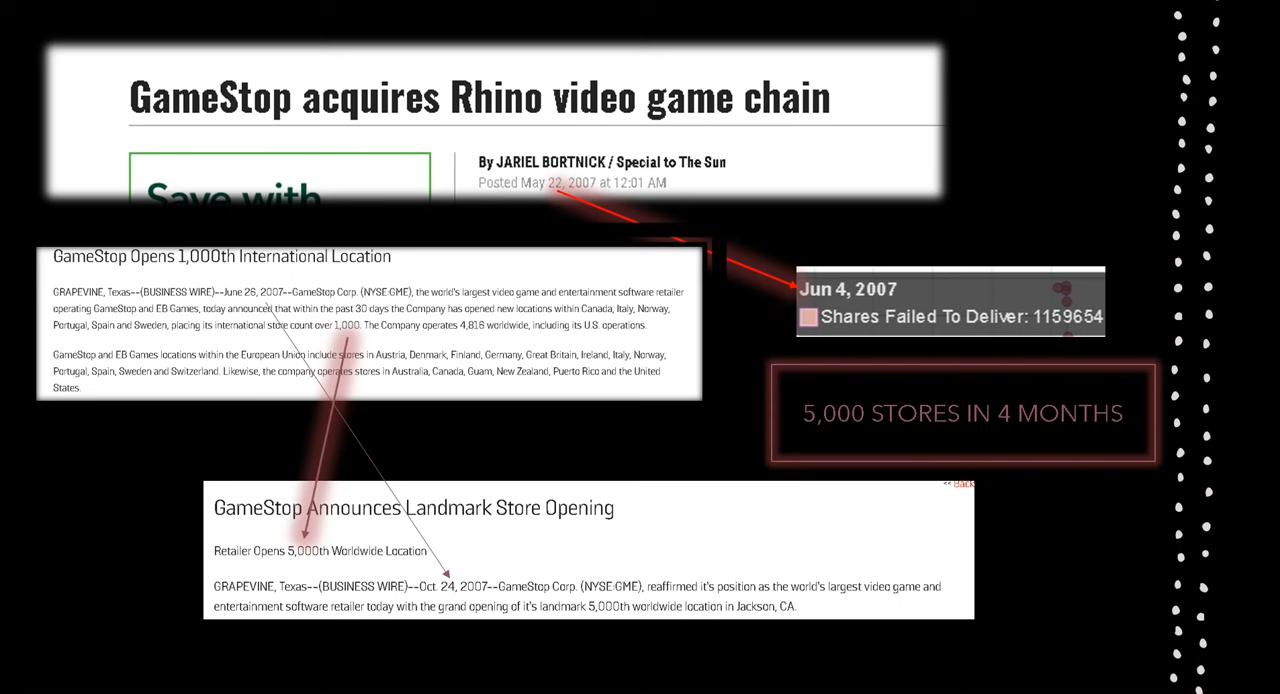 GameStop acquires Rhino video game chain
Save with
By JARIEL BORTNICK / Special to The Sun
Posted May 22, 2007 at 12:01 AM
GameStop Opens 1,000th International Location
GRAPEVINE, Texas--(BUSINESS WIRE)--June 26, 2007--GameStop Corp. (NYSE:GME), the world's largest video game and entertainment software retailer
operating GameStop and EB Games, today announced that within the past 30 days the Company has opened new locations within Canada, Italy, Norway,
Portugal, Spain and Sweden, placing its international store count over 1,000. The Company operates 4,816 worldwide, including its U.S. operations.
GameStop and EB Games locations within the European Union include stores in Austria, Denmark, Finland, Germany, Great Britain, Ireland, Italy, Norway,
Portugal, Spain, Sweden and Switzerland. Likewise, the company operates stores in Australia, Canada, Guam, New Zealand, Puerto Rico and the United
States.
Jun 4, 2007
Shares Failed To Deliver: 1159654
5,000 STORES IN 4 MONTHS
<< Back
GameStop Announces Landmark Store Opening
Retailer Opens 5,000th Worldwide Location
GRAPEVINE, Texas--(BUSINESS WIRE)--Oct. 24, 2007--GameStop Corp. (NYSE:GME), reaffirmed it's position as the world's largest video game and
entertainment software retailer today with the grand opening of it's landmark 5,000th worldwide location in Jackson, CA.